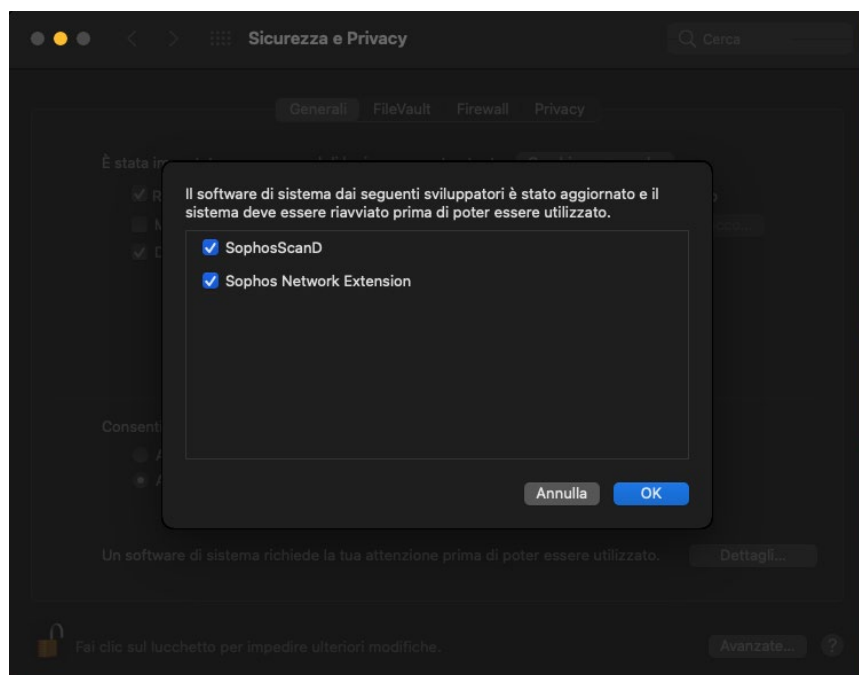 Sicurezza e Privacy
Cerca
Generali FileVault Firewall Privacy
È stata
Il software di sistema dai seguenti sviluppatori è stato aggiornato e il
sistema deve essere riavviato prima di poter essere utilizzato.
SophosScanD
Sophos Network Extension
Annulla OK
Un software di sistema richiede la tua attenzione prima di poter essere utilizzato. Dettagli...
Fai clic sul lucchetto per impedire ulteriori modifiche. Avanzate... ?